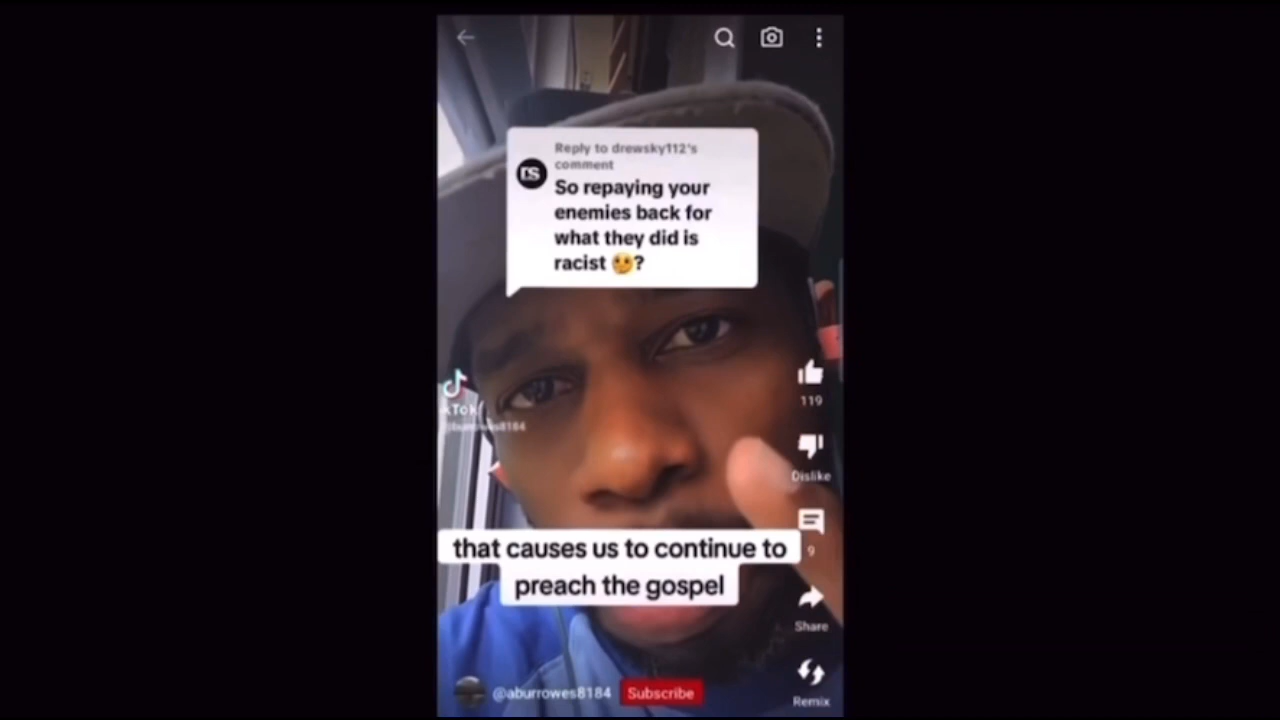 Reply to drewsky112's
comment
So repaying your
enemies back for
what they did is
racist 🤔?
119
Dislike
that causes us to continue to
preach the gospel
9
Share
@aburrowes8184 Subscribe
Remix